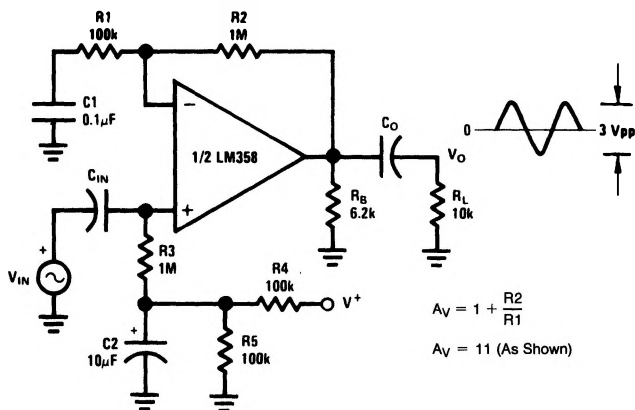 R1
100k
R2
1M
C1
0.1μF
−
1/2 LM358
+
CO
VO
0
3 Vpp
CIN
RB
6.2k
RL
10k
+
VIN
R3
1M
R4
100k
V+
+
C2
10μF
R5
100k
AV = 1 + R2/R1
AV = 11 (As Shown)